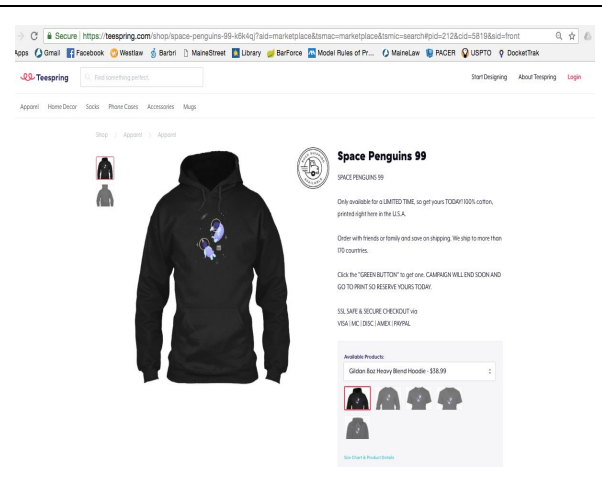 Secure https://teespring.com/shop/space-penguins-99-k6k4qj?aid=marketplace&tsmac=marketplace&tsmic=search#pid=212&cid=5819&sid=front
Apps Gmail Facebook Westlaw Barbri MaineStreet Library BarForce Model Rules of Pr... MaineLaw PACER USPTO DocketTrak
Teespring Find something perfect Start Designing About Teespring Login
Apparel Home Decor Socks Phone Cases Accessories Mugs
Shop Apparel Apparel
Space Penguins 99
SPACE PENGUINS 99
Only available for a LIMITED TIME, so get yours TODAY! 100% cotton,
printed right here in the U.S.A.
Order with friends or family and save on shipping. We ship to more than
170 countries.
Click the "GREEN BUTTON" to get one. CAMPAIGN WILL END SOON AND
GO TO PRINT SO RESERVE YOURS TODAY.
SSL SAFE & SECURE CHECKOUT via
VISA | MC | DISC | AMEX | PAYPAL
Available Products:
Gildan 8oz Heavy Blend Hoodie - $38.99
Size Chart & Product Details